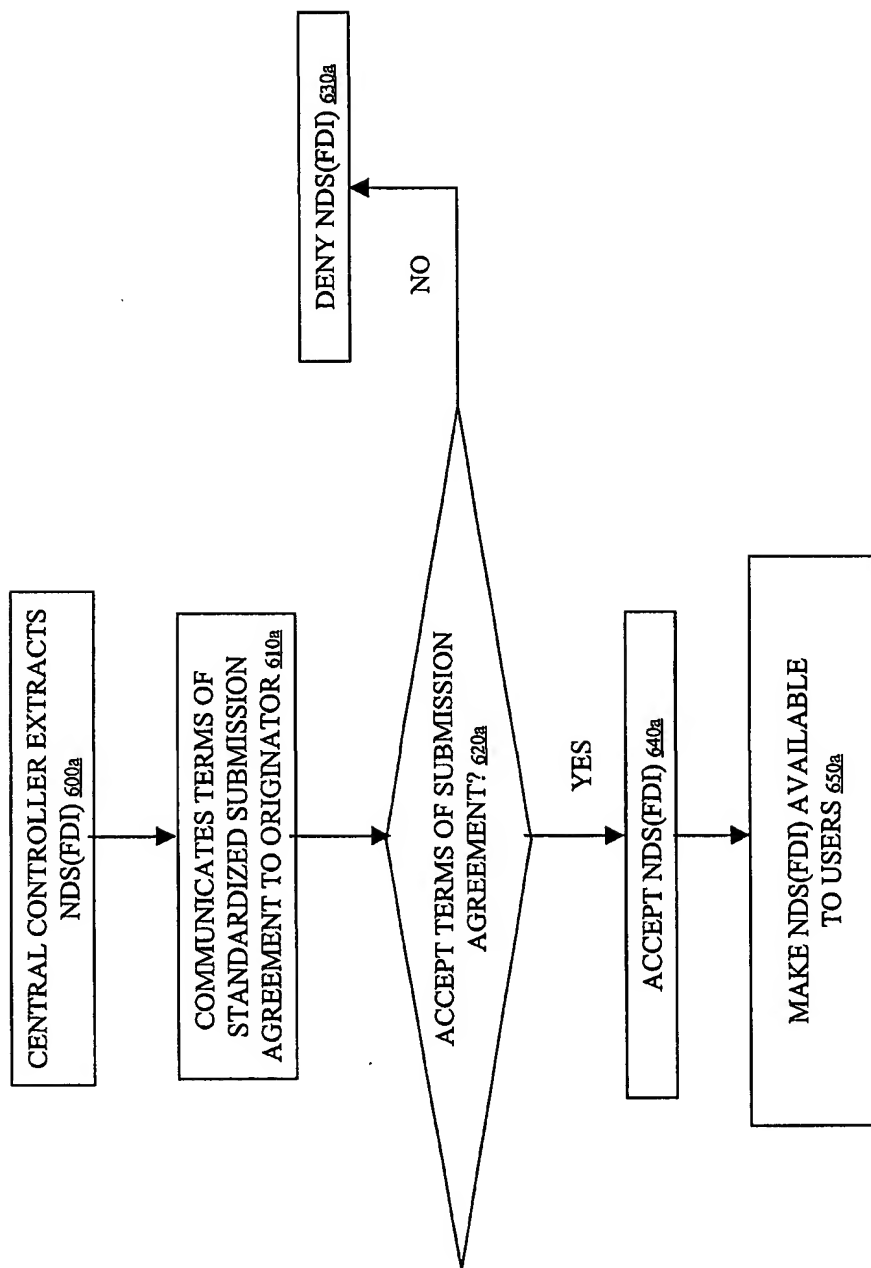 CENTRAL CONTROLLER EXTRACTS
NDS(FDI) 600a
COMMUNICATES TERMS OF
STANDARDIZED SUBMISSION
AGREEMENT TO ORIGINATOR 610a
ACCEPT TERMS OF SUBMISSION
AGREEMENT? 620a
NO
DENY NDS(FDI) 630a
YES
ACCEPT NDS(FDI) 640a
MAKE NDS(FDI) AVAILABLE
TO USERS 650a